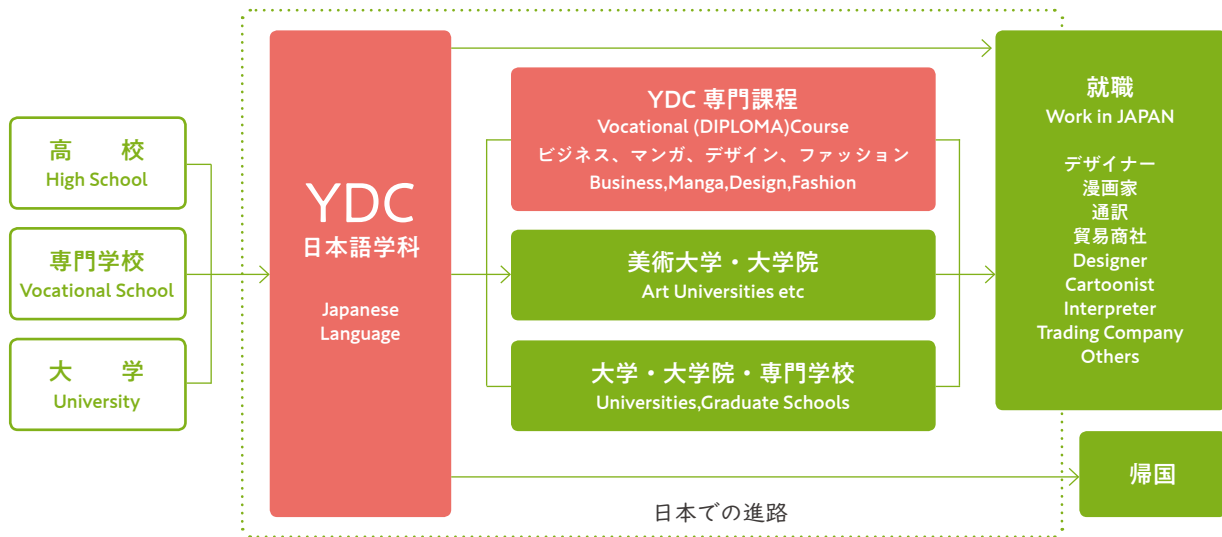 高　　校
High School
専門学校
Vocational School
大　　学
University
YDC
日本語学科
Japanese
Language
YDC 専門課程
Vocational (DIPLOMA)Course
ビジネス、マンガ、デザイン、ファッション
Business,Manga,Design,Fashion
美術大学・大学院
Art Universities etc
大学・大学院・専門学校
Universities,Graduate Schools
就職
Work in JAPAN
デザイナー
漫画家
通訳
貿易商社
Designer
Cartoonist
Interpreter
Trading Company
Others
帰国
日本での進路